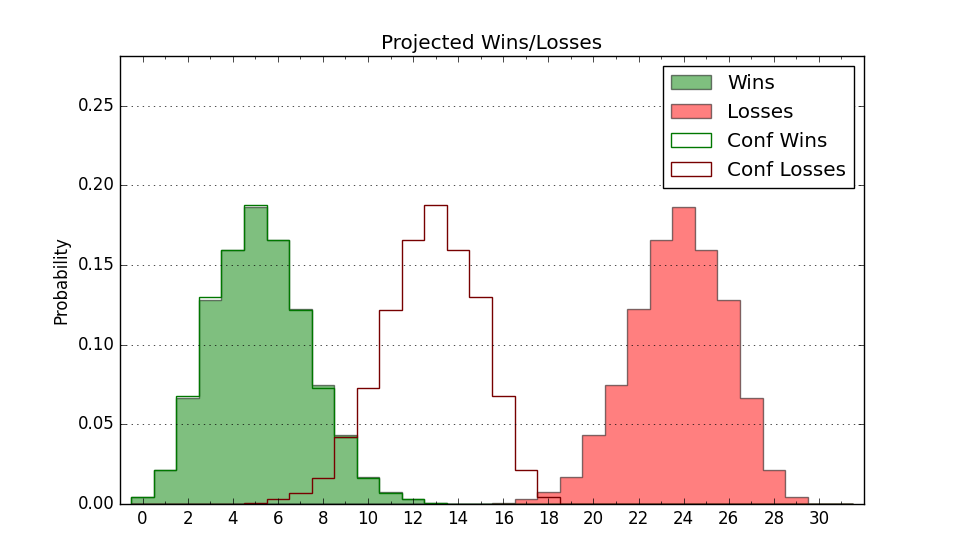 Projected Wins/Losses
Wins
Losses
Conf Wins
Conf Losses
Probability
0.25
0.20
0.15
0.10
0.05
0.00
0 2 4 6 8 10 12 14 16 18 20 22 24 26 28 30